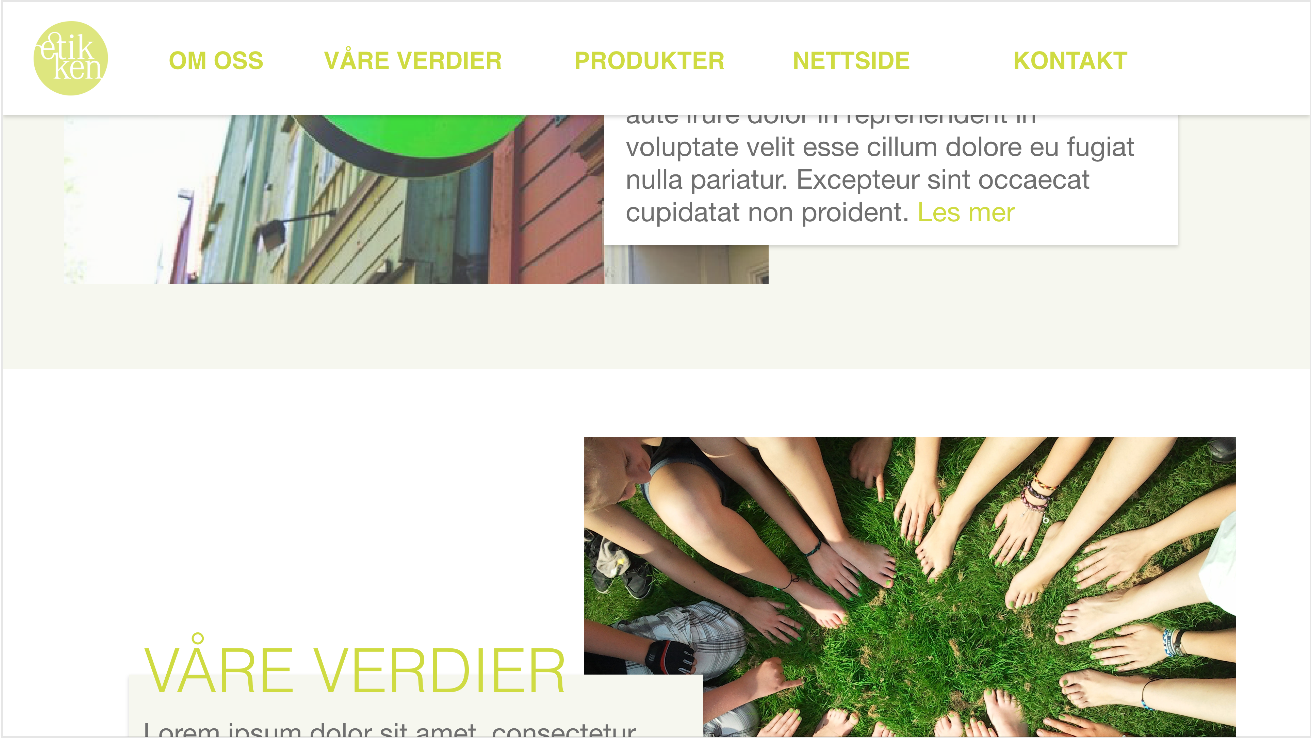 etik
ken
OM OSS VÅRE VERDIER PRODUKTER NETTSIDE KONTAKT
aute irure dolor in reprehenderit in
voluptate velit esse cillum dolore eu fugiat
nulla pariatur. Excepteur sint occaecat
cupidatat non proident. Les mer
VÅRE VERDIER
Lorem ipsum dolor sit amet, consectetur